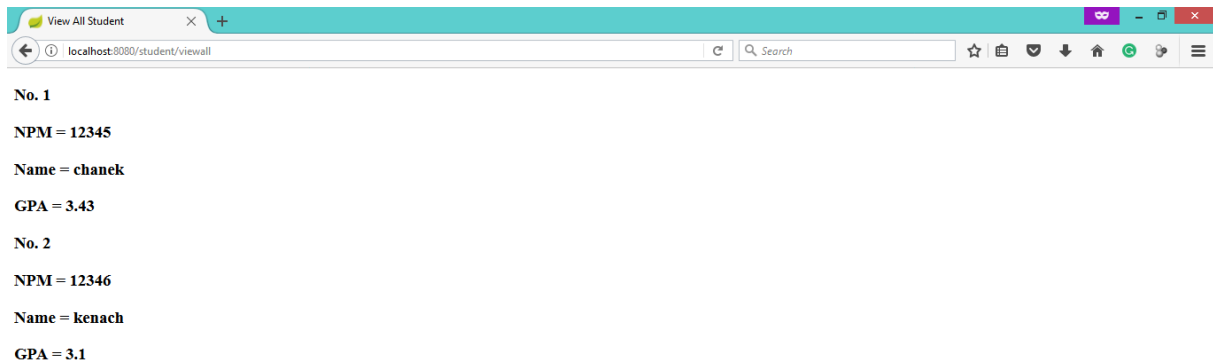 View All Student
localhost:8080/student/viewall
Search
No. 1
NPM = 12345
Name = chanek
GPA = 3.43
No. 2
NPM = 12346
Name = kenach
GPA = 3.1